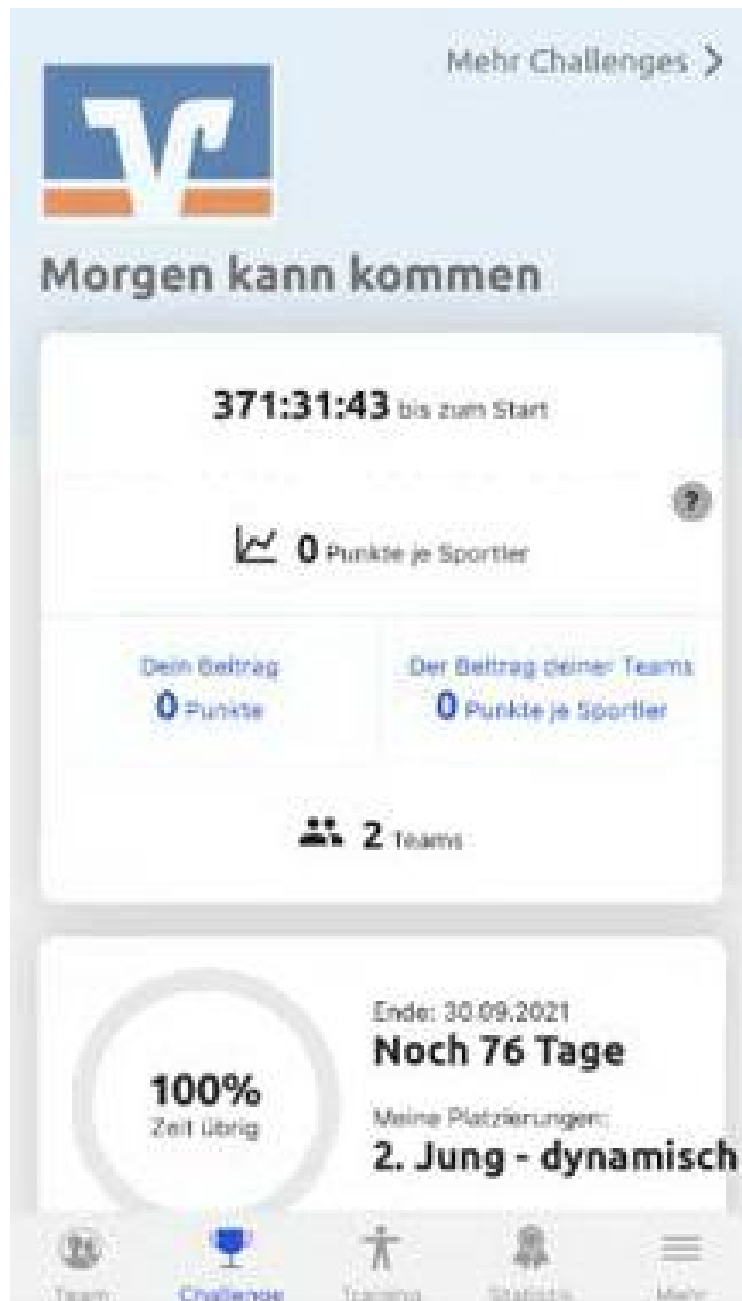 Mehr Challenges
Morgen kann kommen
371:31:43 bis zum Start
?
0 Punkte je Sportler
Dein Beitrag
0 Punkte
Der Beitrag deiner Teams
0 Punkte je Sportler
2 Teams
100%
Zeit übrig
Ende: 30.09.2021
Noch 76 Tage
Meine Platzierungen:
2. Jung - dynamisch
Team
Challenge
Training
Statistik
Mehr